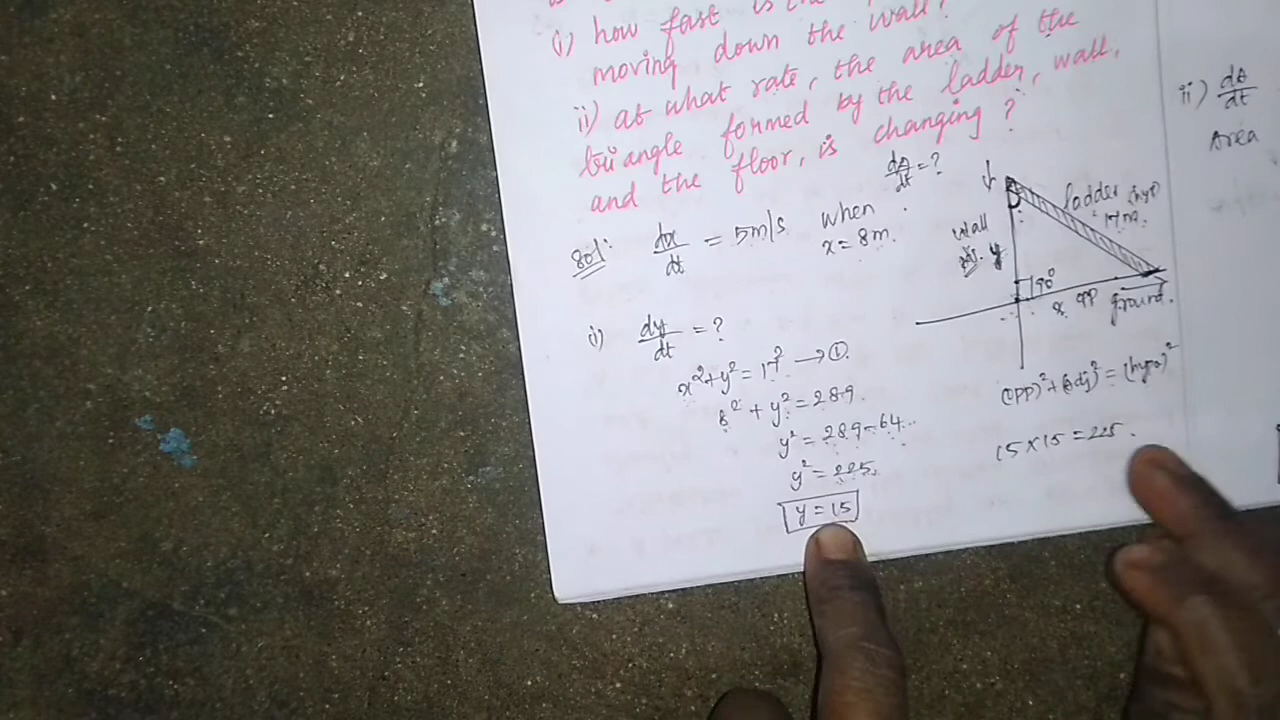 (i) how fast is the
moving down the wall?
ii) at what rate, the area of the
triangle formed by the ladder, wall,
and the floor, is changing?
dA/dt = ?
Sol:
dx/dt = 5m/s when
x = 8m.
ladder (hyp)
17m.
wall
adj. y
90°
x opp ground.
i) dy/dt = ?
x²+y² = 17² → ①.
8² + y² = 289.
y² = 289-64
y² = 225.
y = 15
(opp)² + (adj)² = (hypo)²
15 × 15 = 225.
ii) dA/dt
Area